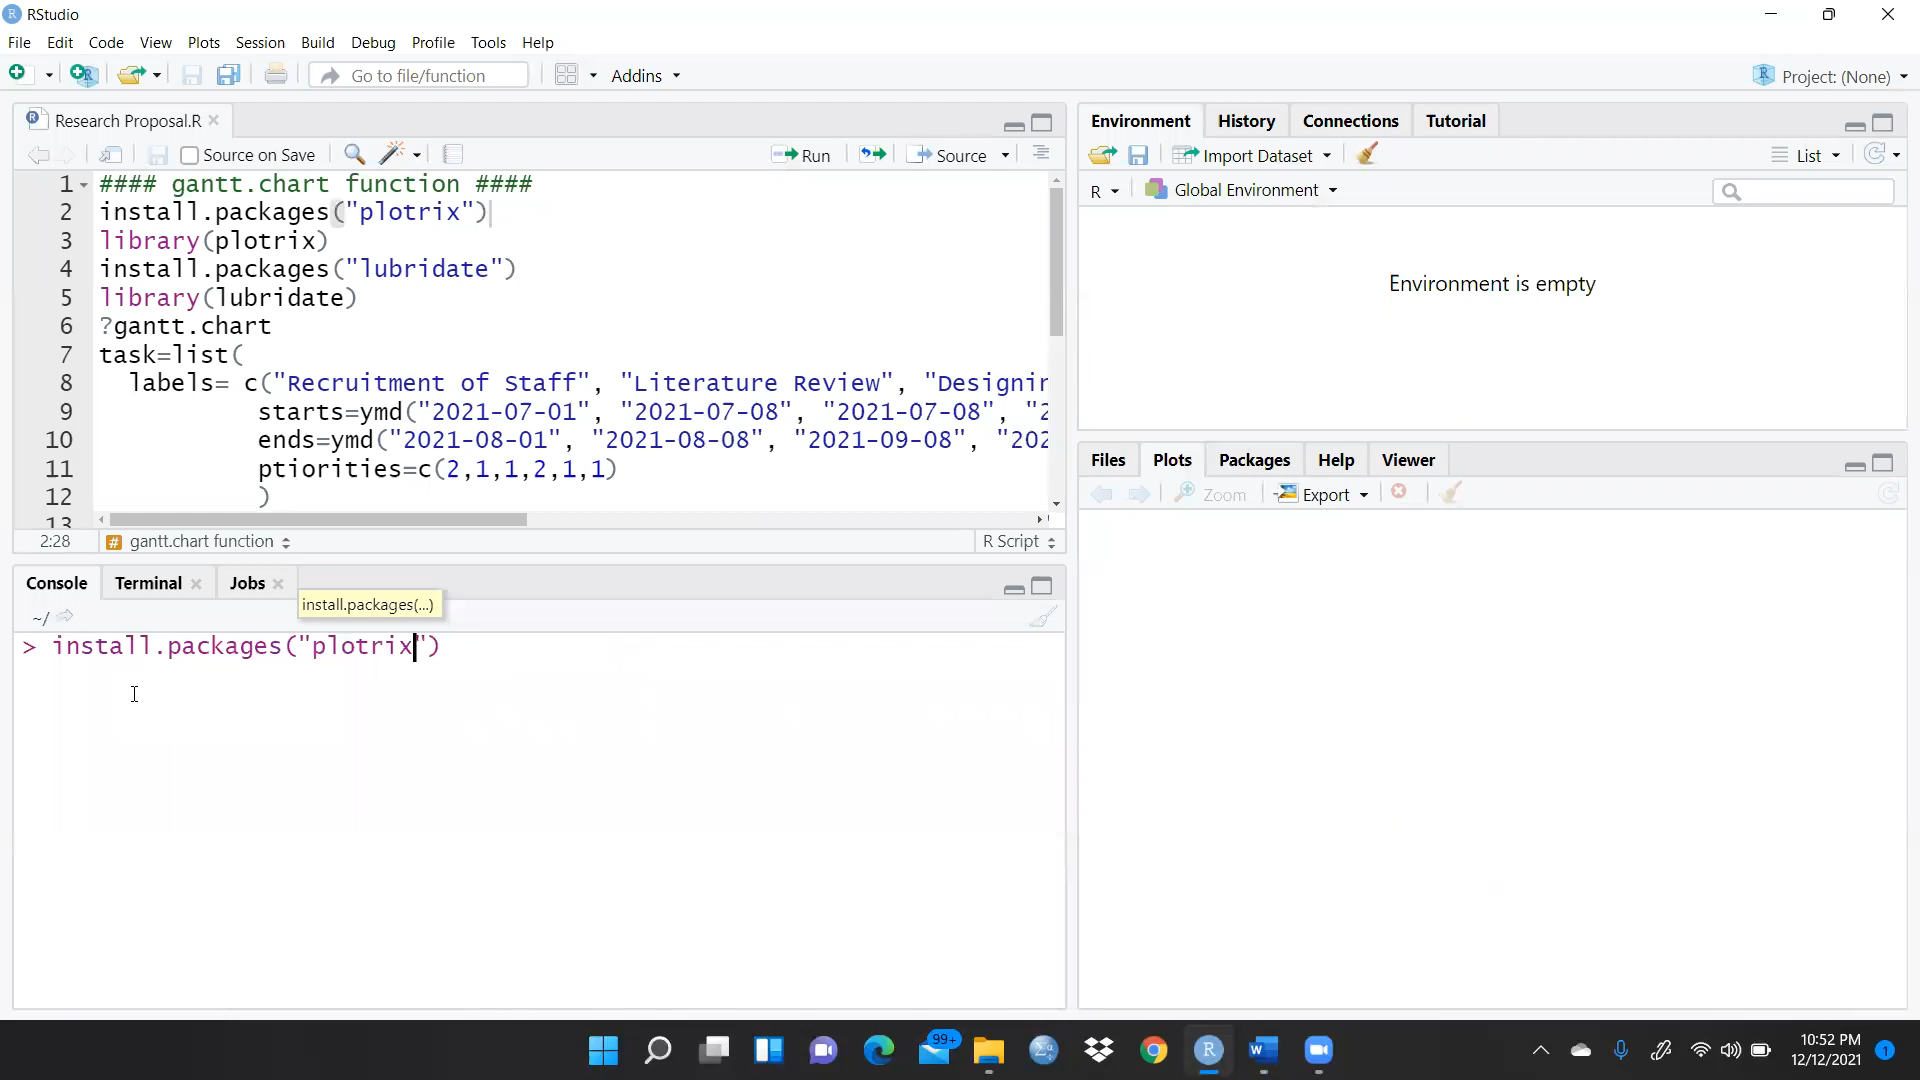 RStudio
File Edit Code View Plots Session Build Debug Profile Tools Help
Go to file/function Addins Project: (None)
Research Proposal.R
Source on Save Run Source
1 #### gantt.chart function ####
2 install.packages("plotrix")
3 library(plotrix)
4 install.packages("lubridate")
5 library(lubridate)
6 ?gantt.chart
7 task=list(
8 labels= c("Recruitment of Staff", "Literature Review", "Designin
9 starts=ymd("2021-07-01", "2021-07-08", "2021-07-08", "2
10 ends=ymd("2021-08-01", "2021-08-08", "2021-09-08", "202
11 ptiorities=c(2,1,1,2,1,1)
12 )
13
2:28 gantt.chart function R Script
Console Terminal Jobs
install.packages(...)
~/
> install.packages("plotrix")
Environment History Connections Tutorial
Import Dataset List
R Global Environment
Environment is empty
Files Plots Packages Help Viewer
Zoom Export
99+
10:52 PM
12/12/2021
1